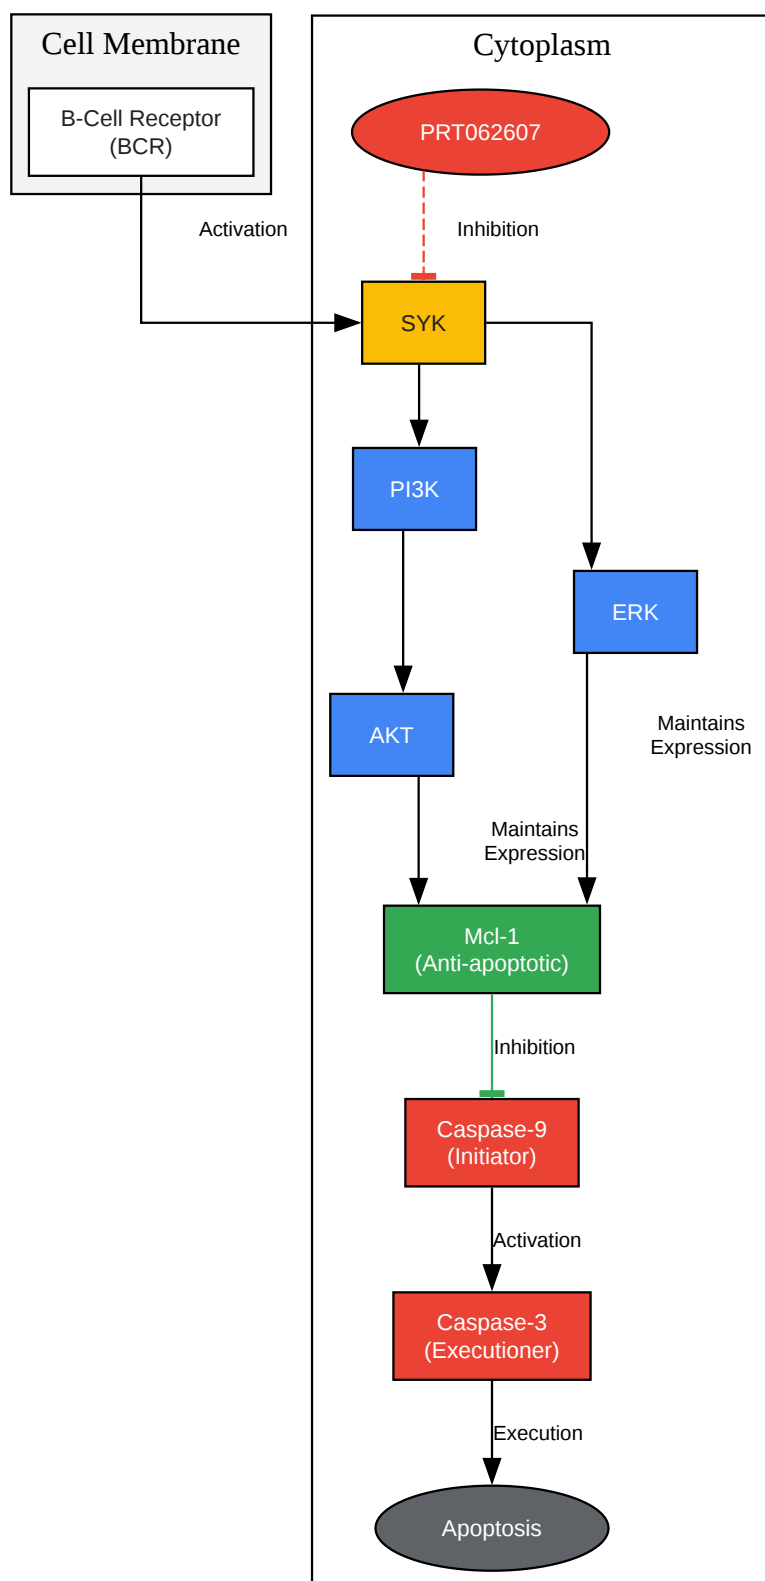 Cell Membrane
Cytoplasm
B-Cell Receptor
(BCR)
PRT062607
Activation
Inhibition
SYK
PI3K
ERK
AKT
Maintains
Expression
Maintains
Expression
Mcl-1
(Anti-apoptotic)
Inhibition
Caspase-9
(Initiator)
Activation
Caspase-3
(Executioner)
Execution
Apoptosis